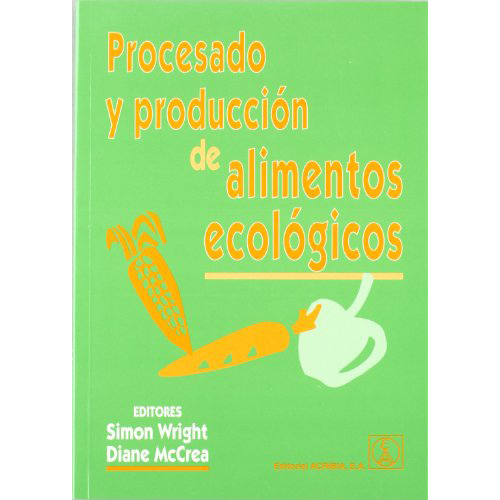 Procesado
y producción
de
alimentos
ecológicos
EDITORES
Simon Wright
Diane McCrea
Editorial ACRIBIA, S.A.